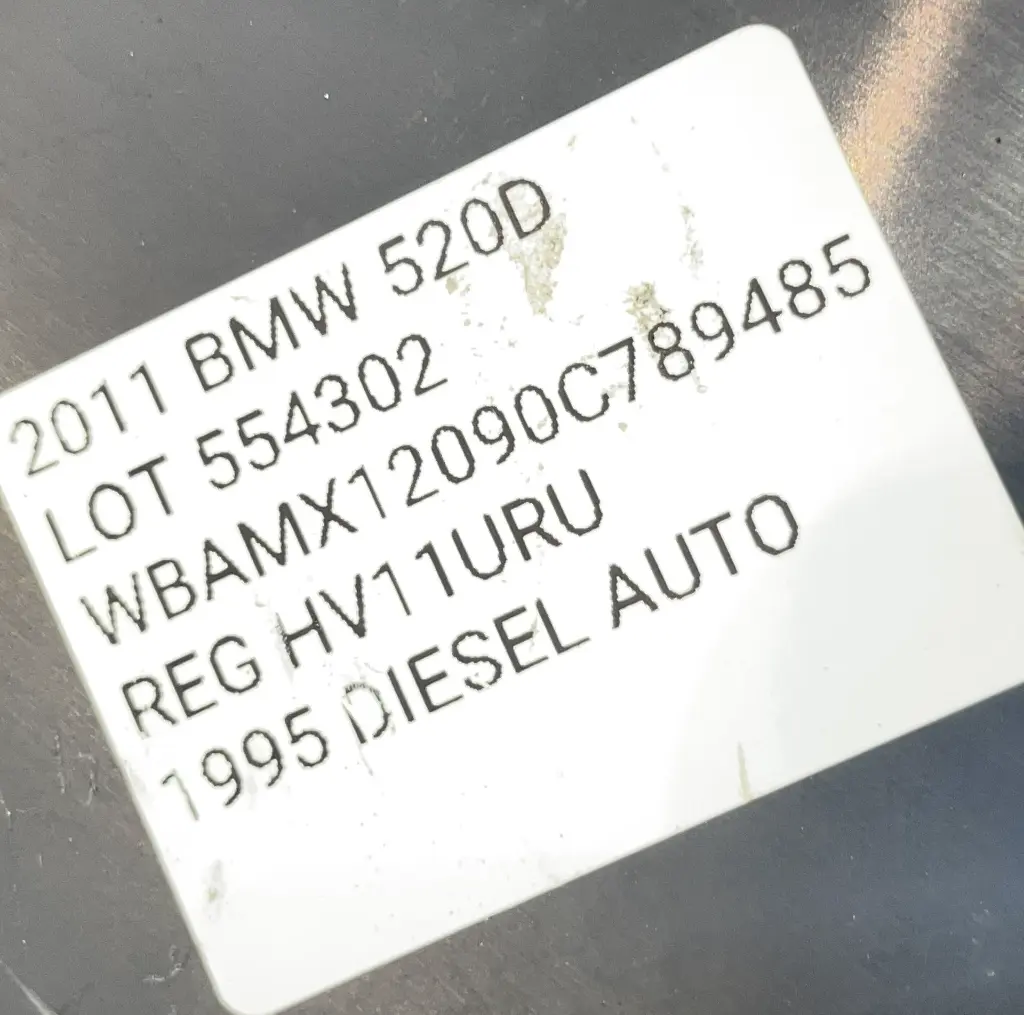 2011 BMW 520D
LOT 554302
WBAMX12090C789485
REG HV11URU
1995 DIESEL AUTO